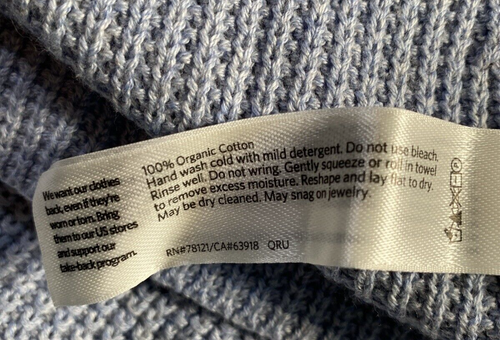 We want our clothes
back, even if they're
worn or torn. Bring
them to our US stores
and support our
take-back program.
100% Organic Cotton
Hand wash cold with mild detergent. Do not use bleach.
Rinse well. Do not wring. Gently squeeze or roll in towel
to remove excess moisture. Reshape and lay flat to dry.
May be dry cleaned. May snag on jewelry.
RN#78121/CA#63918 QRU